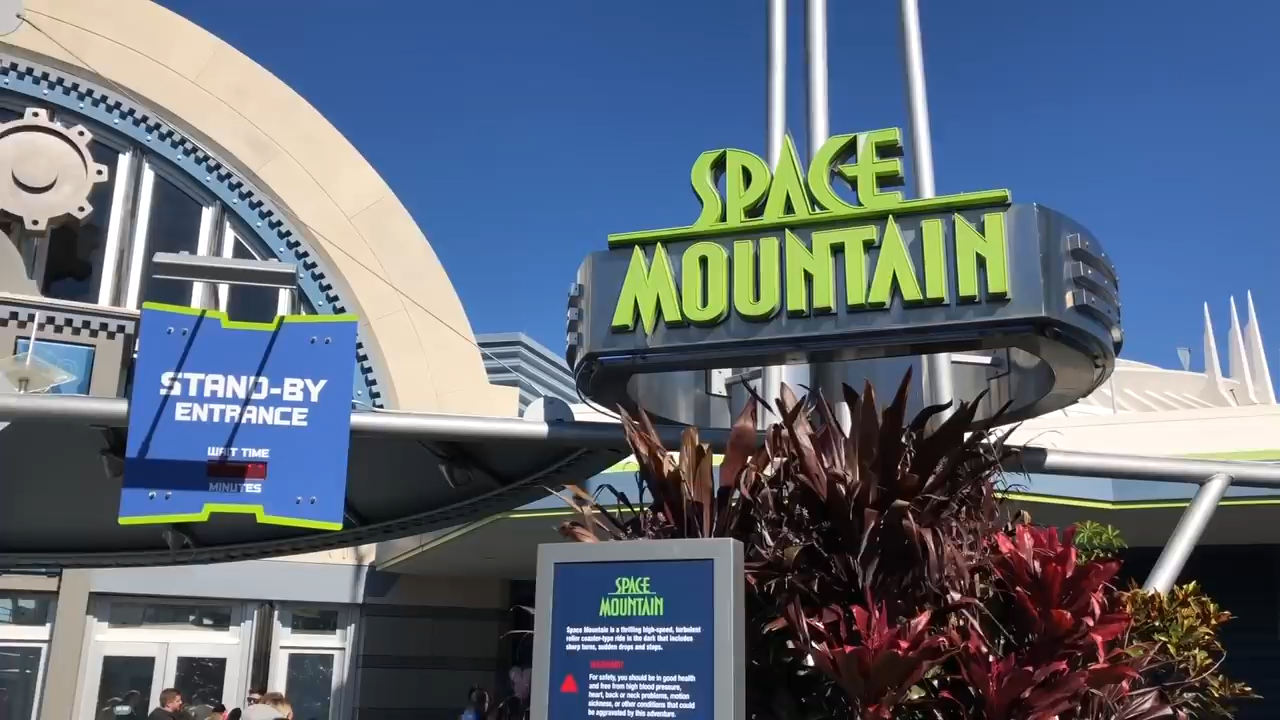 SPACE
MOUNTAIN
STAND-BY
ENTRANCE
WAIT TIME
MINUTES
SPACE
MOUNTAIN
Space Mountain is a thrilling high-speed, turbulent
roller coaster-type ride in the dark that includes
sharp turns, sudden drops and stops.
WARNING!
For safety, you should be in good health
and free from high blood pressure,
heart, back or neck problems, motion
sickness, or other conditions that could
be aggravated by this adventure.